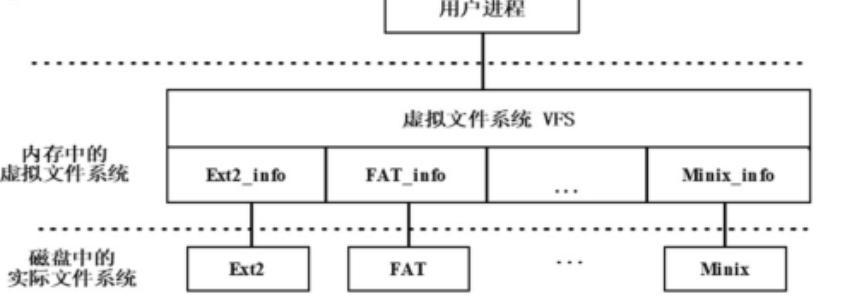 用户进程
虚拟文件系统 VFS
内存中的
虚拟文件系统
Ext2_info
FAT_info
...
Minix_info
磁盘中的
实际文件系统
Ext2
FAT
...
Minix